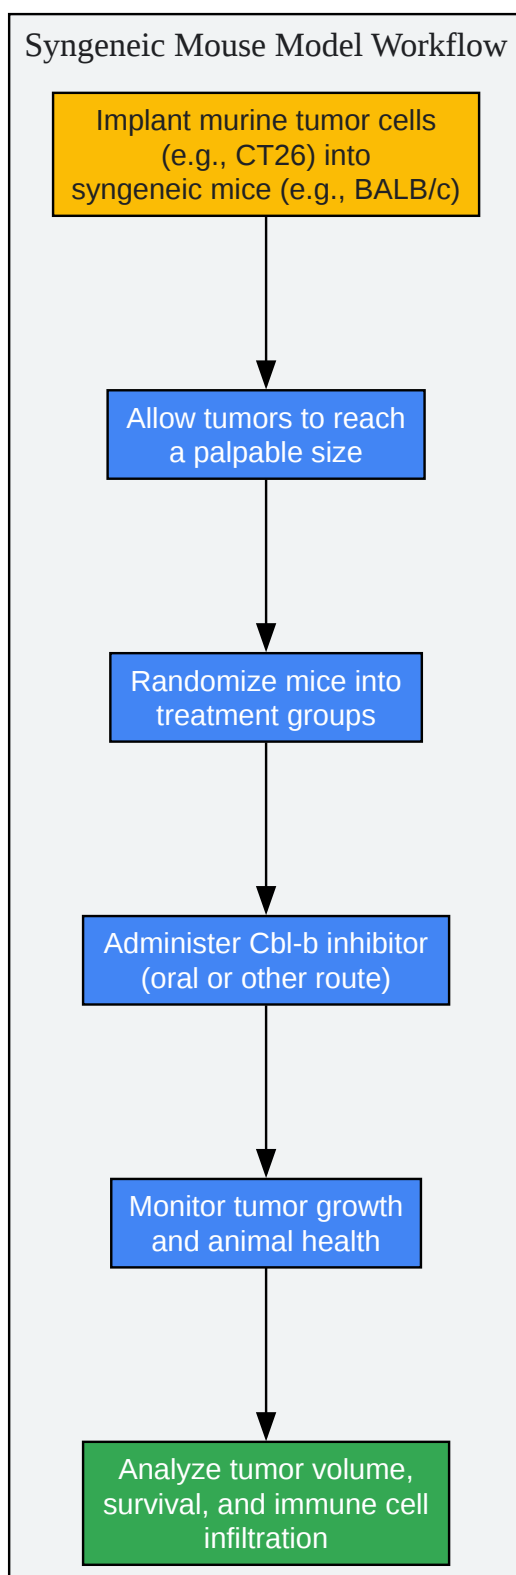 Syngeneic Mouse Model Workflow
Implant murine tumor cells
(e.g., CT26) into
syngeneic mice (e.g., BALB/c)
Allow tumors to reach
a palpable size
Randomize mice into
treatment groups
Administer Cbl-b inhibitor
(oral or other route)
Monitor tumor growth
and animal health
Analyze tumor volume,
survival, and immune cell
infiltration